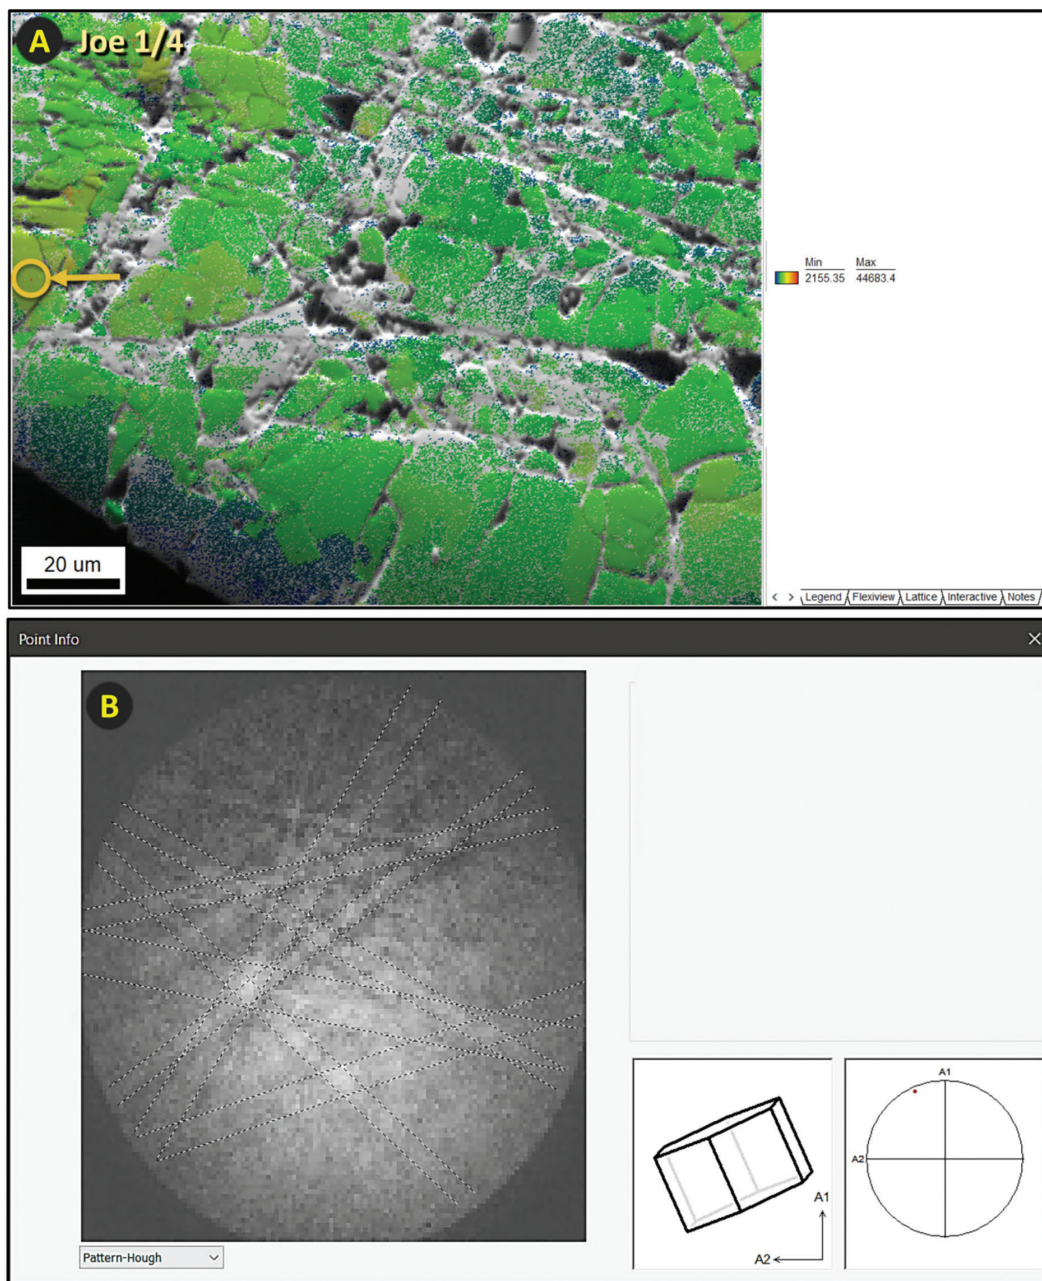 A Joe 1/4
Min Max
2155.35 44683.4
20 um
< > Legend Flexiview Lattice Interactive Notes
Point Info ×
B
A1
A2
A1
A2
Pattern-Hough